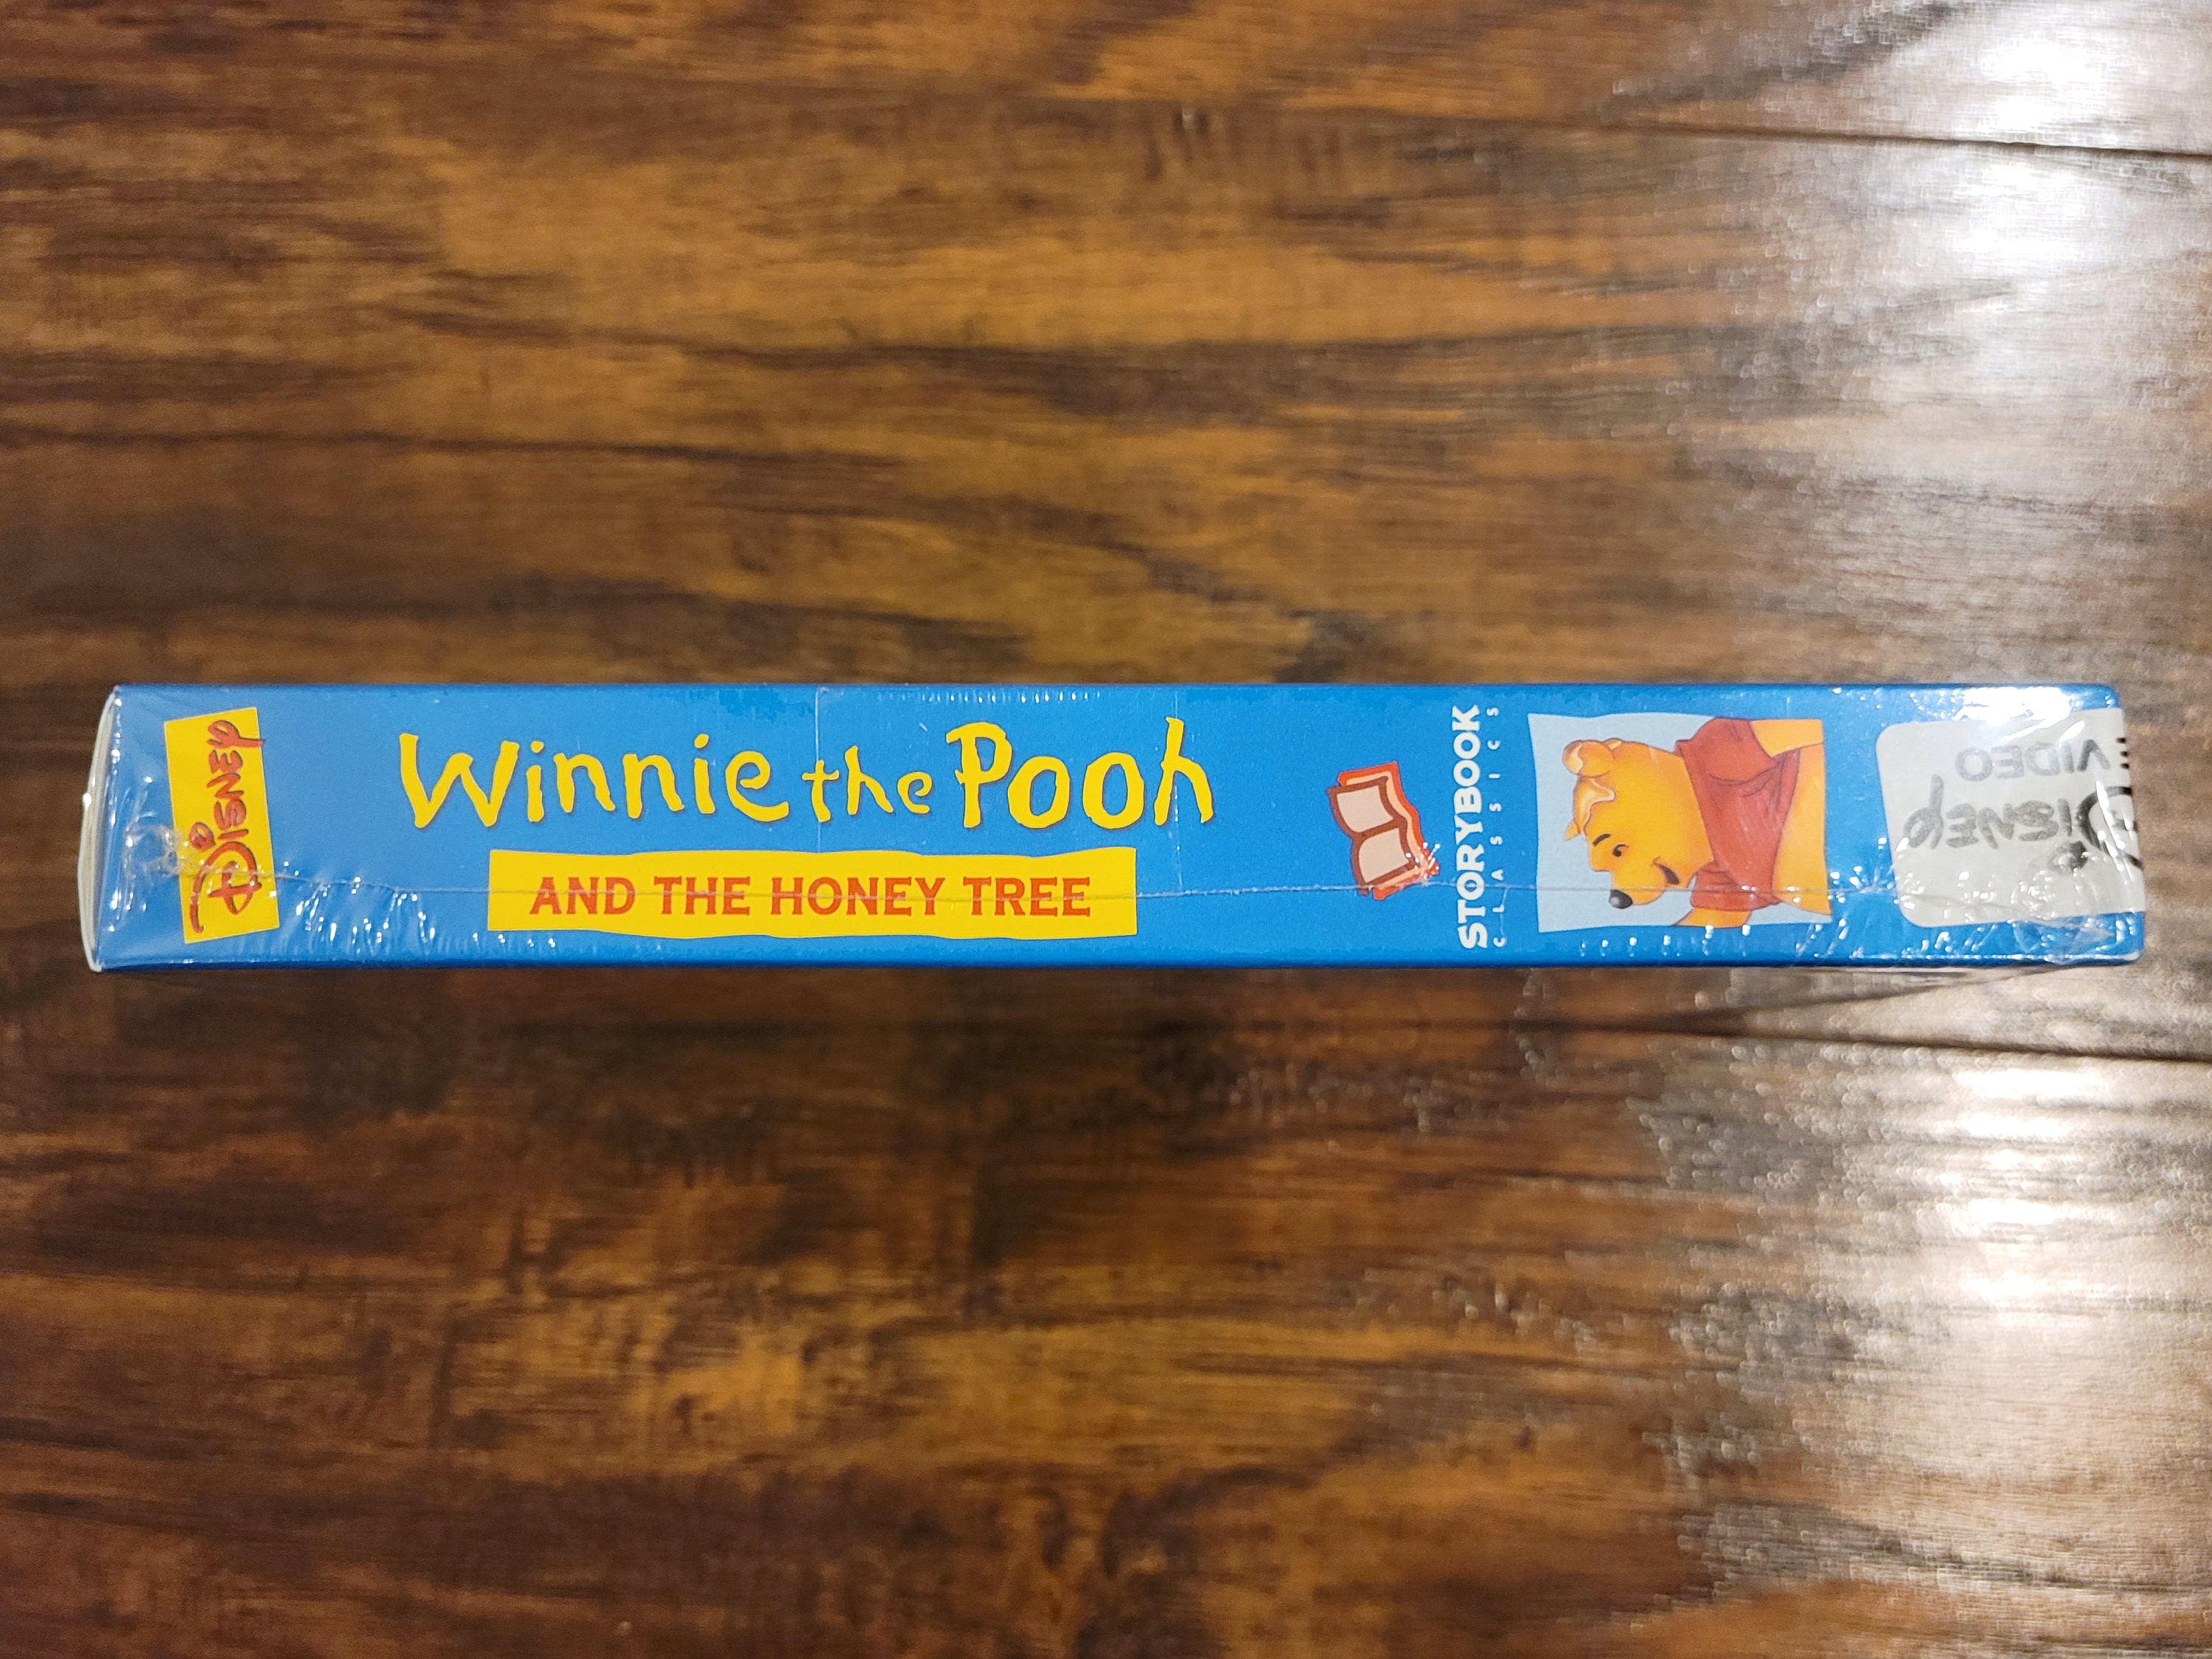 Disney
Winnie the Pooh
AND THE HONEY TREE
STORYBOOK
CLASSICS
Disney
VIDEO